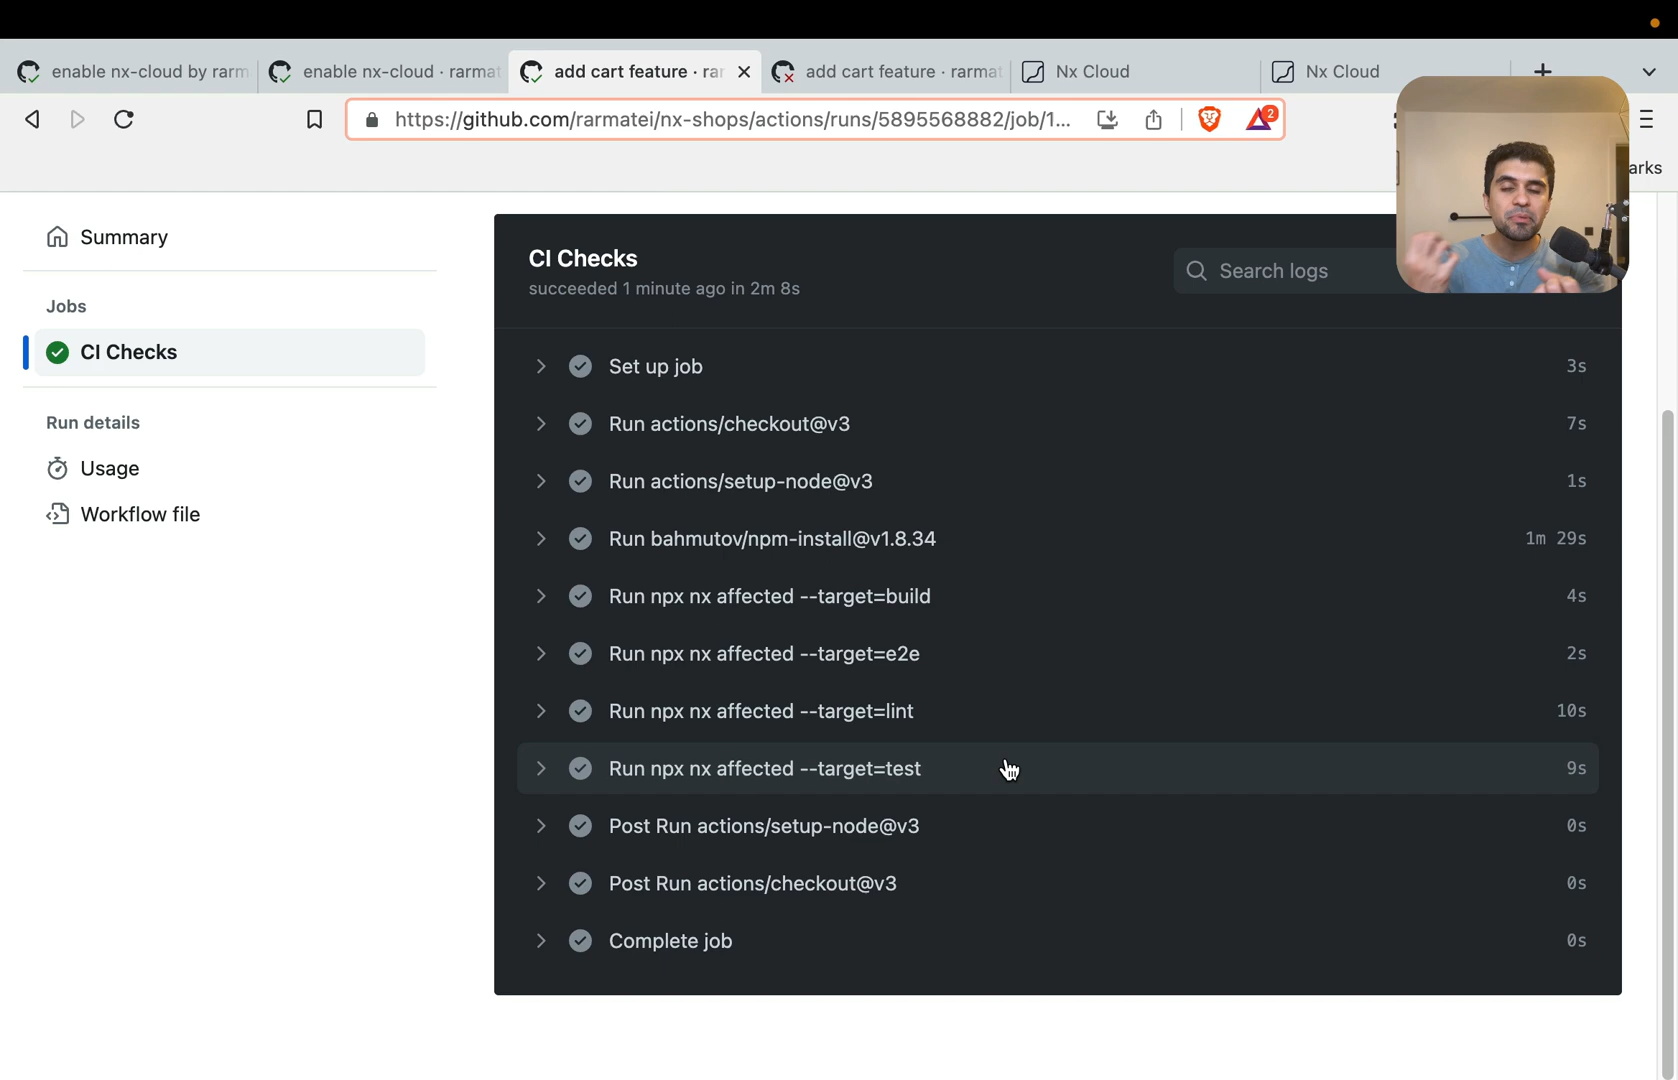 enable nx-cloud by rarm
enable nx-cloud · rarmat
add cart feature · rar
add cart feature · rarmat
Nx Cloud
Nx Cloud
https://github.com/rarmatei/nx-shops/actions/runs/5895568882/job/1...
2
arks
Summary
Jobs
CI Checks
Run details
Usage
Workflow file
CI Checks
succeeded 1 minute ago in 2m 8s
Search logs
Set up job 3s
Run actions/checkout@v3 7s
Run actions/setup-node@v3 1s
Run bahmutov/npm-install@v1.8.34 1m 29s
Run npx nx affected --target=build 4s
Run npx nx affected --target=e2e 2s
Run npx nx affected --target=lint 10s
Run npx nx affected --target=test 9s
Post Run actions/setup-node@v3 0s
Post Run actions/checkout@v3 0s
Complete job 0s